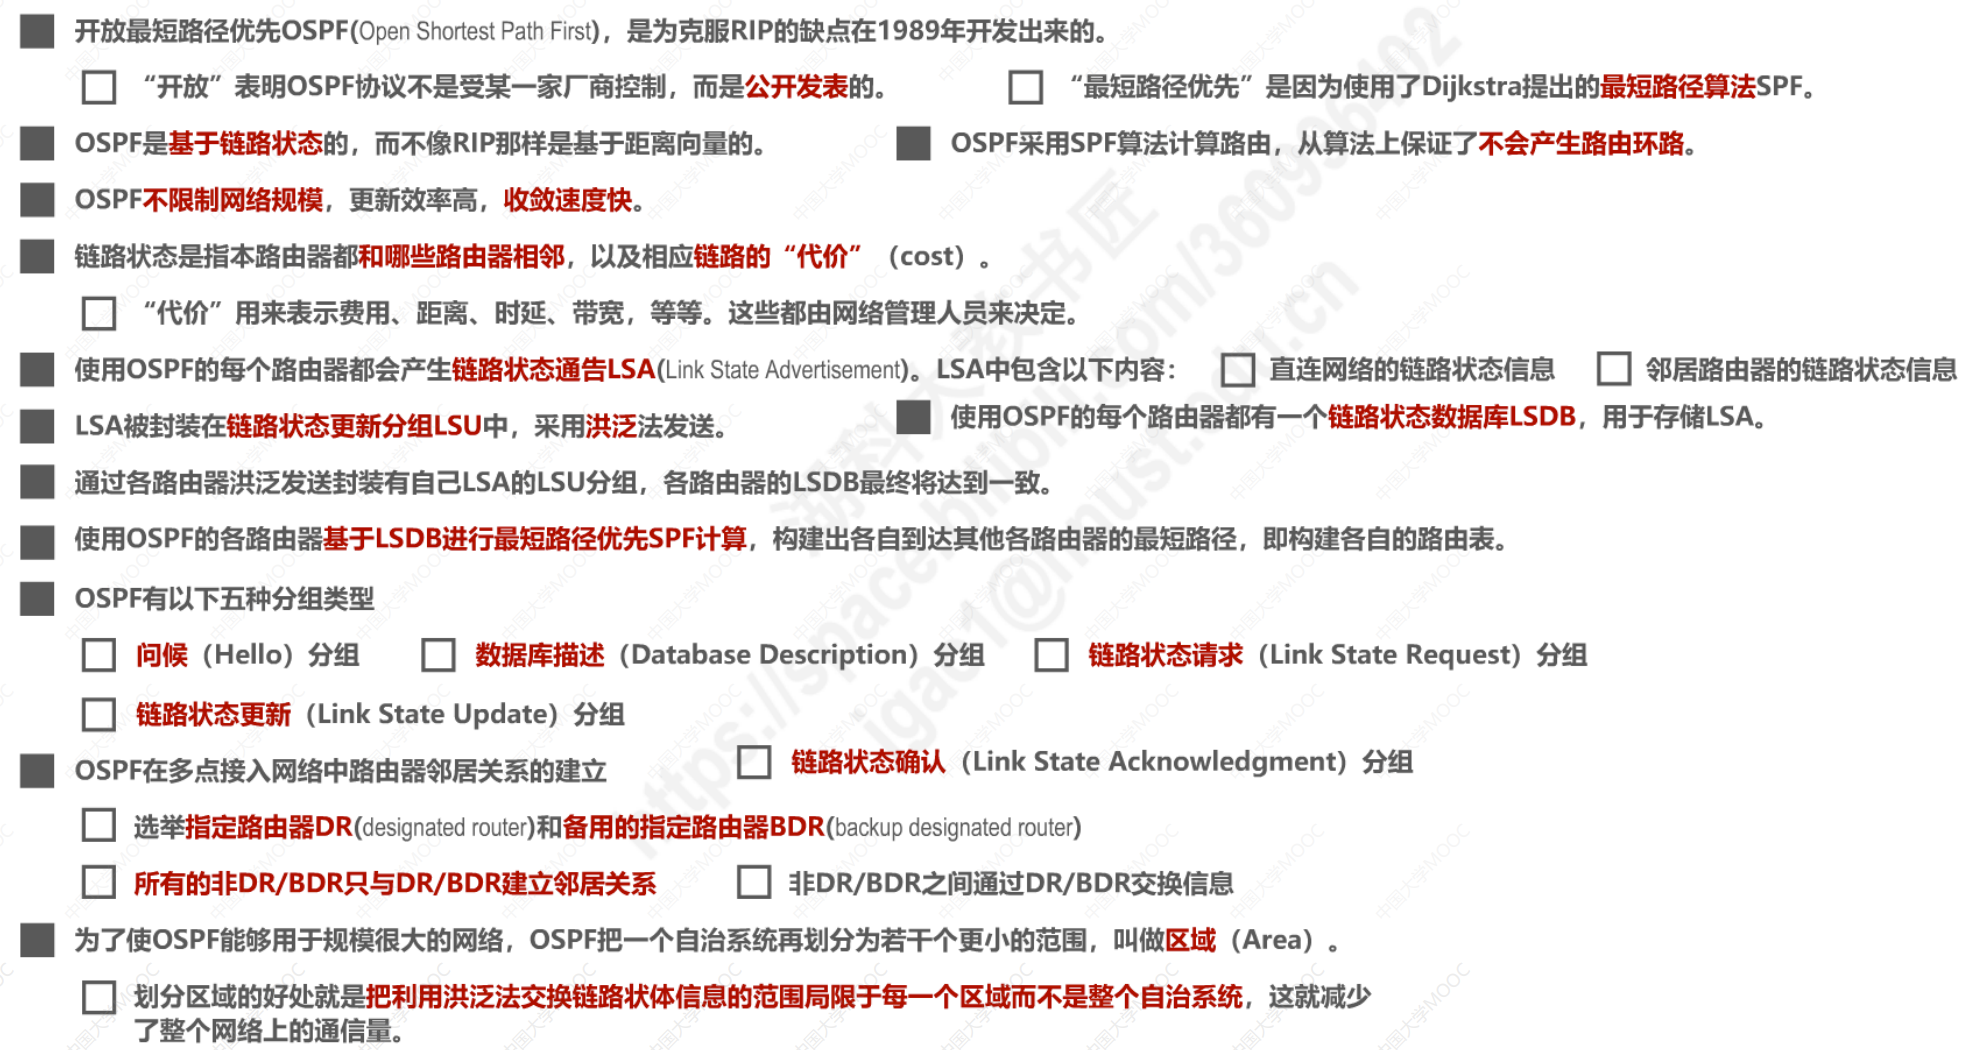 开放最短路径优先OSPF(Open Shortest Path First)，是为克服RIP的缺点在1989年开发出来的。
“开放”表明OSPF协议不是受某一家厂商控制，而是公开发表的。 “最短路径优先”是因为使用了Dijkstra提出的最短路径算法SPF。
OSPF是基于链路状态的，而不像RIP那样是基于距离向量的。 OSPF采用SPF算法计算路由，从算法上保证了不会产生路由环路。
OSPF不限制网络规模，更新效率高，收敛速度快。
链路状态是指本路由器都和哪些路由器相邻，以及相应链路的“代价”（cost）。
“代价”用来表示费用、距离、时延、带宽，等等。这些都由网络管理人员来决定。
使用OSPF的每个路由器都会产生链路状态通告LSA(Link State Advertisement)。LSA中包含以下内容： 直连网络的链路状态信息 邻居路由器的链路状态信息
LSA被封装在链路状态更新分组LSU中，采用洪泛法发送。 使用OSPF的每个路由器都有一个链路状态数据库LSDB，用于存储LSA。
通过各路由器洪泛发送封装有自己LSA的LSU分组，各路由器的LSDB最终将达到一致。
使用OSPF的各路由器基于LSDB进行最短路径优先SPF计算，构建出各自到达其他各路由器的最短路径，即构建各自的路由表。
OSPF有以下五种分组类型
问候（Hello）分组 数据库描述（Database Description）分组 链路状态请求（Link State Request）分组
链路状态更新（Link State Update）分组
链路状态确认（Link State Acknowledgment）分组
OSPF在多点接入网络中路由器邻居关系的建立
选举指定路由器DR(designated router)和备用的指定路由器BDR(backup designated router)
所有的非DR/BDR只与DR/BDR建立邻居关系 非DR/BDR之间通过DR/BDR交换信息
为了使OSPF能够用于规模很大的网络，OSPF把一个自治系统再划分为若干个更小的范围，叫做区域（Area）。
划分区域的好处就是把利用洪泛法交换链路状体信息的范围局限于每一个区域而不是整个自治系统，这就减少
了整个网络上的通信量。
中国大学MOOC